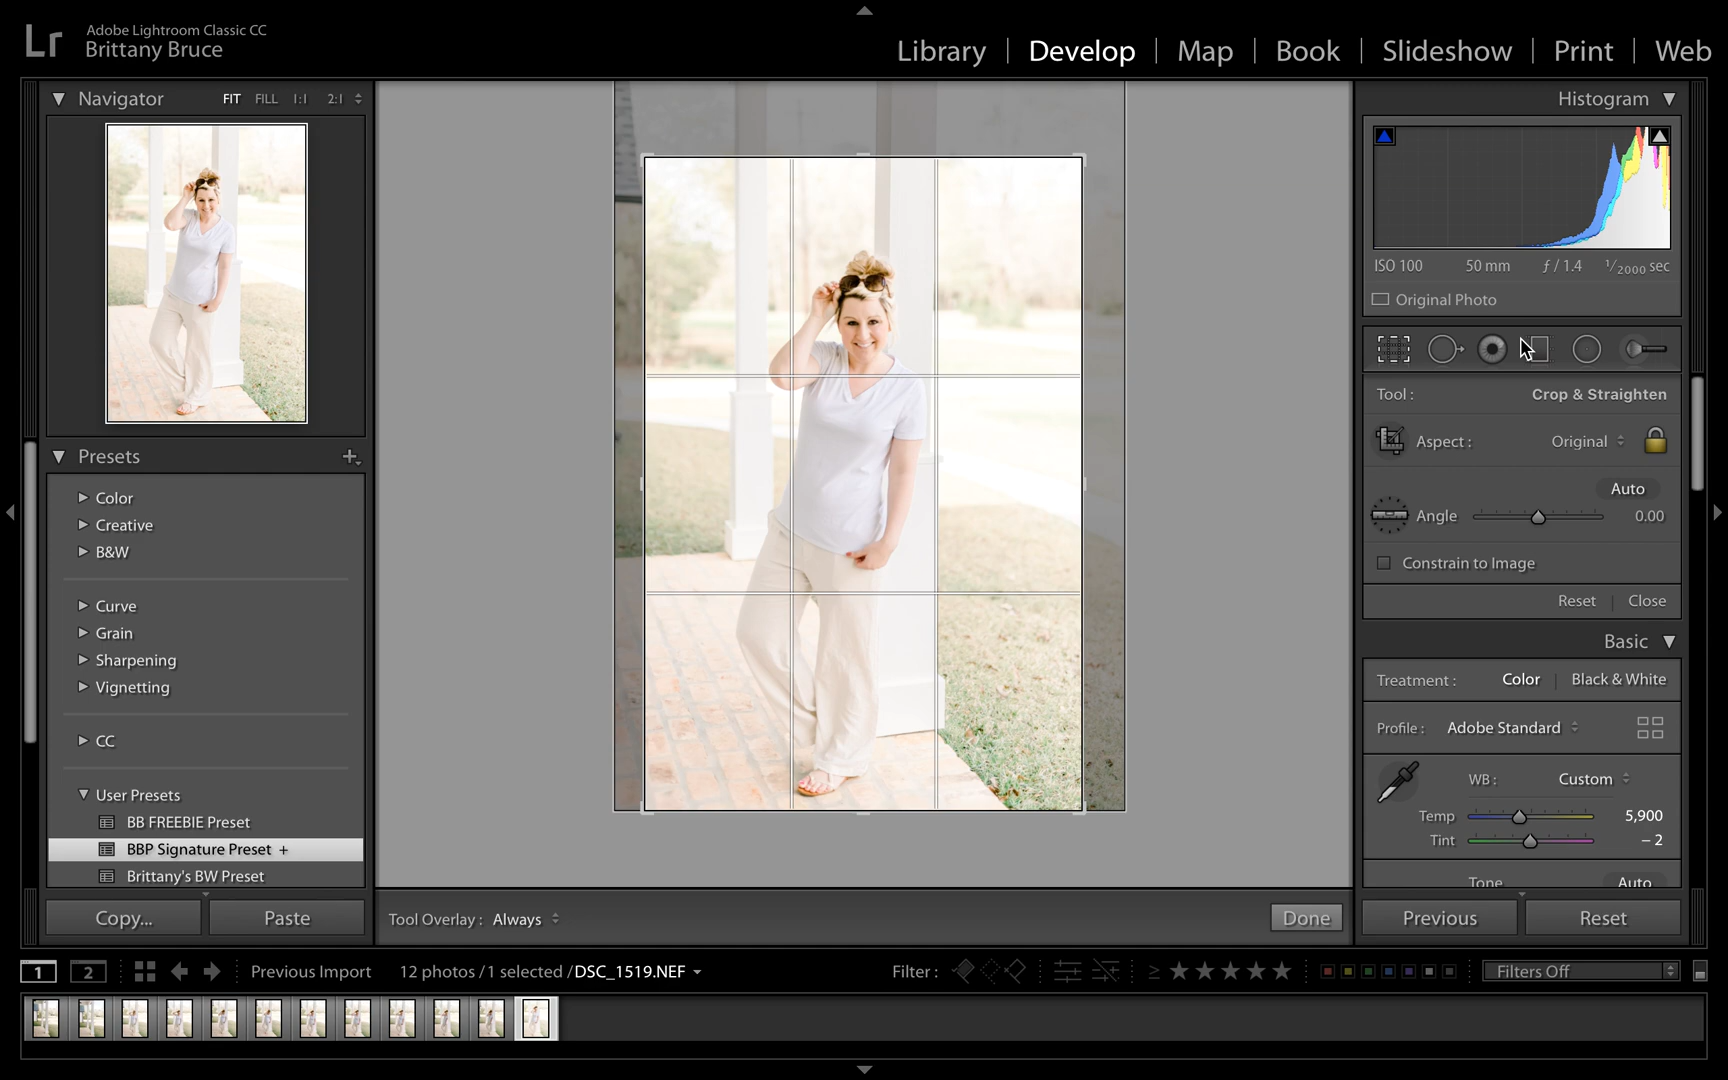 Lr
Adobe Lightroom Classic CC
Brittany Bruce
Library | Develop | Map | Book | Slideshow | Print | Web
Navigator FIT FILL 1:1 2:1
Presets +
Color
Creative
B&W
Curve
Grain
Sharpening
Vignetting
CC
User Presets
BB FREEBIE Preset
BBP Signature Preset +
Brittany's BW Preset
Copy... Paste
Tool Overlay : Always Done
Histogram
ISO 100 50 mm ƒ / 1.4 1/2000 sec
Original Photo
Tool : Crop & Straighten
Aspect : Original
Auto
Angle 0.00
Constrain to Image
Reset | Close
Basic
Treatment : Color | Black & White
Profile : Adobe Standard
WB : Custom
Temp 5,900
Tint – 2
Tone Auto
Previous Reset
1 2 Previous Import 12 photos / 1 selected / DSC_1519.NEF Filter : ≥ ★★★★★ Filters Off